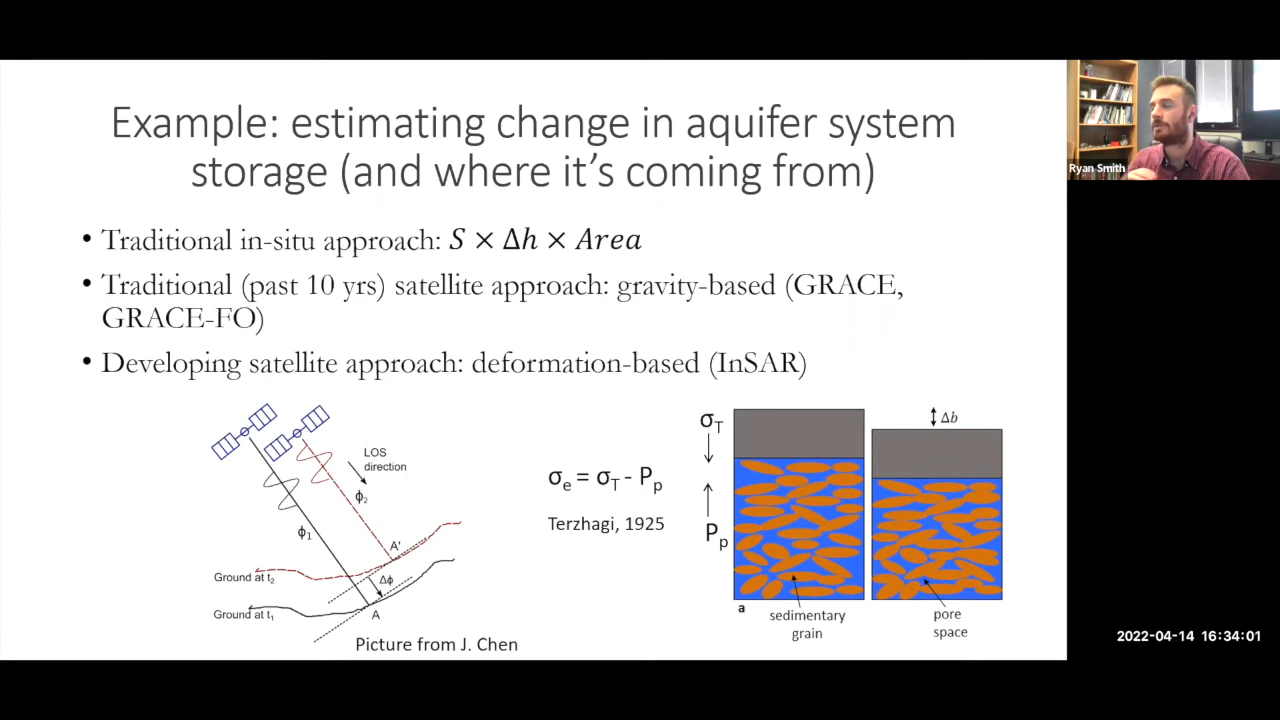 Example: estimating change in aquifer system
storage (and where it's coming from)
• Traditional in-situ approach: S × Δh × Area
• Traditional (past 10 yrs) satellite approach: gravity-based (GRACE,
GRACE-FO)
• Developing satellite approach: deformation-based (InSAR)
LOS
direction
ϕ₂
ϕ₁
A'
Ground at t₂
Δϕ
Ground at t₁
A
Picture from J. Chen
σₑ = σ_T - Pₚ
Terzhagi, 1925
σ_T
Pₚ
Δb
a
sedimentary
grain
pore
space
Ryan Smith
2022-04-14 16:34:01